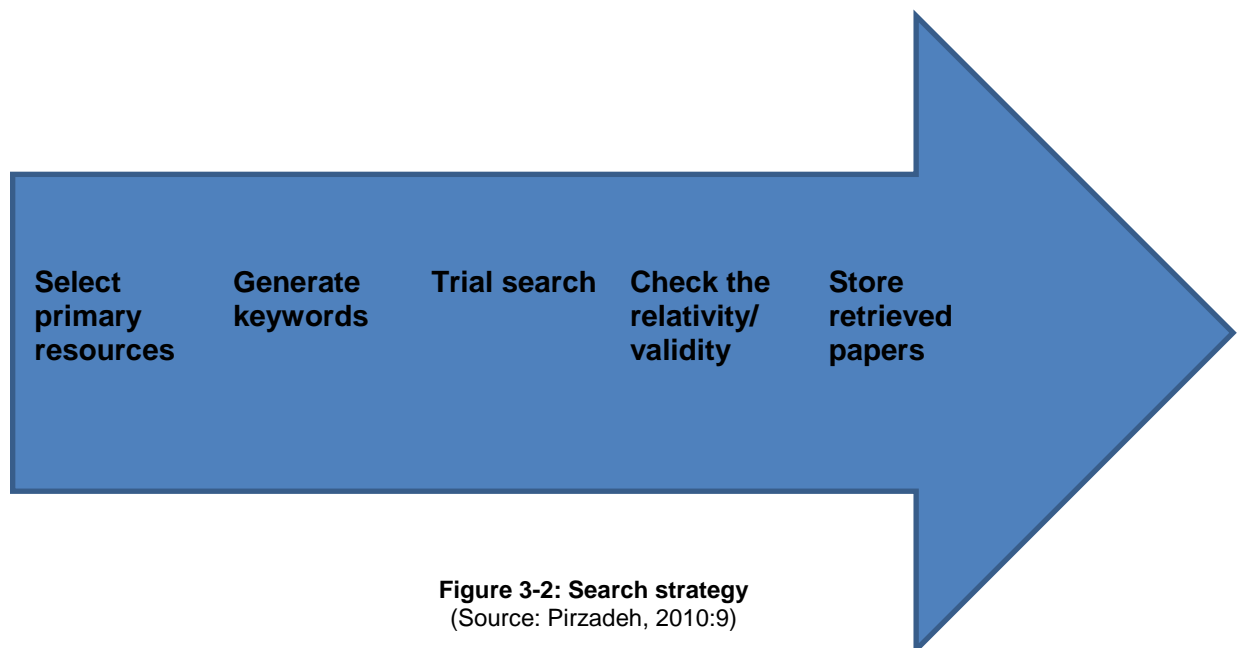 Select
primary
resources
Generate
keywords
Trial search
Check the
relativity/
validity
Store
retrieved
papers
Figure 3-2: Search strategy
(Source: Pirzadeh, 2010:9)